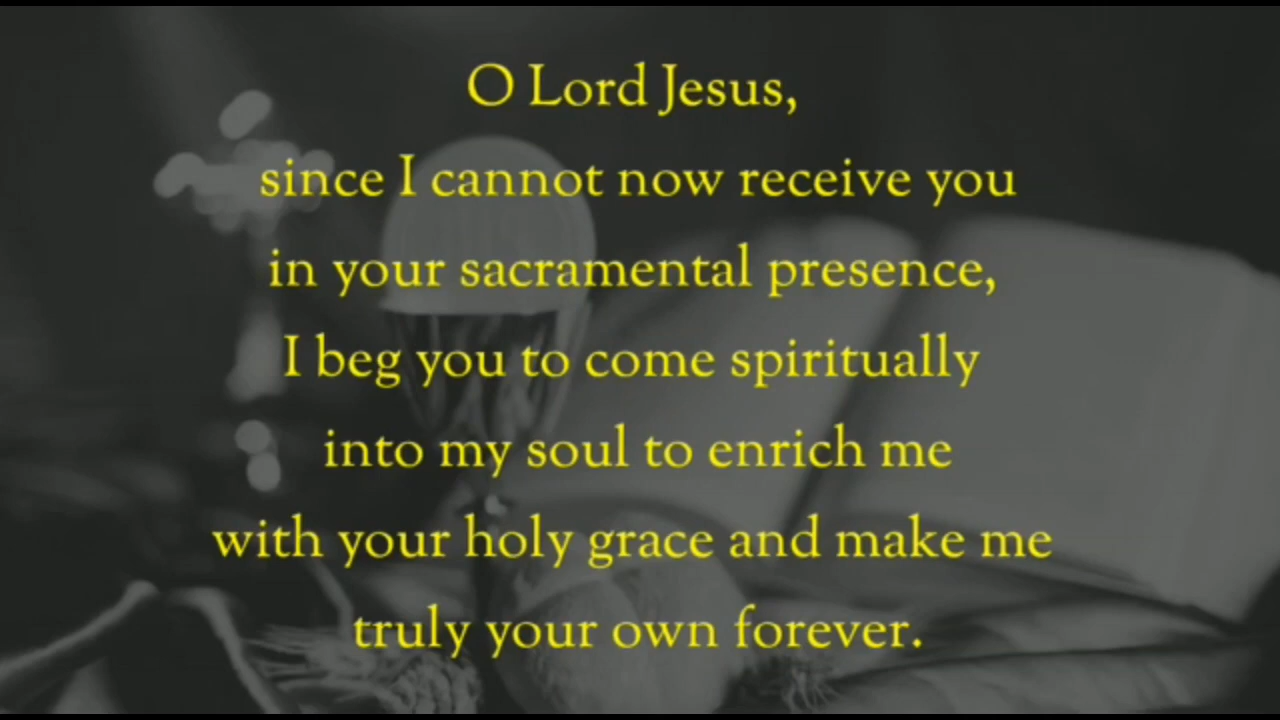 O Lord Jesus,
since I cannot now receive you
in your sacramental presence,
I beg you to come spiritually
into my soul to enrich me
with your holy grace and make me
truly your own forever.